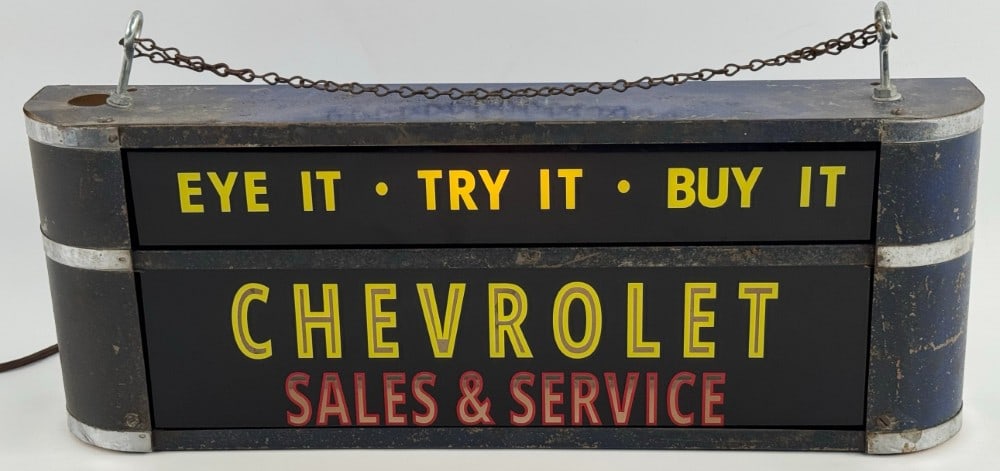 EYE IT • TRY IT • BUY IT
CHEVROLET
SALES & SERVICE